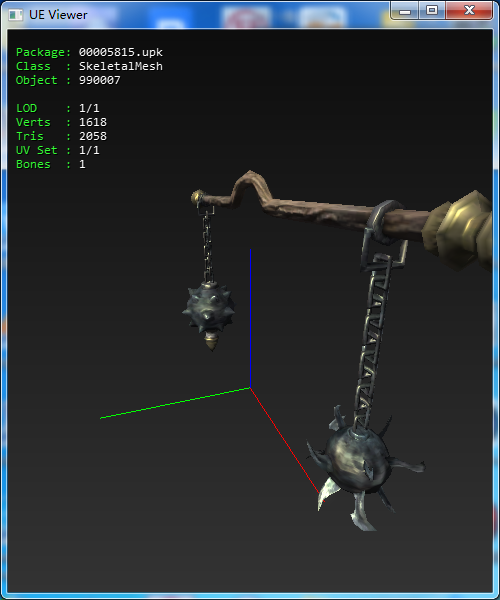 UE Viewer
Package: 00005815.upk
Class : SkeletalMesh
Object : 990007
LOD : 1/1
Verts : 1618
Tris : 2058
UV Set : 1/1
Bones : 1